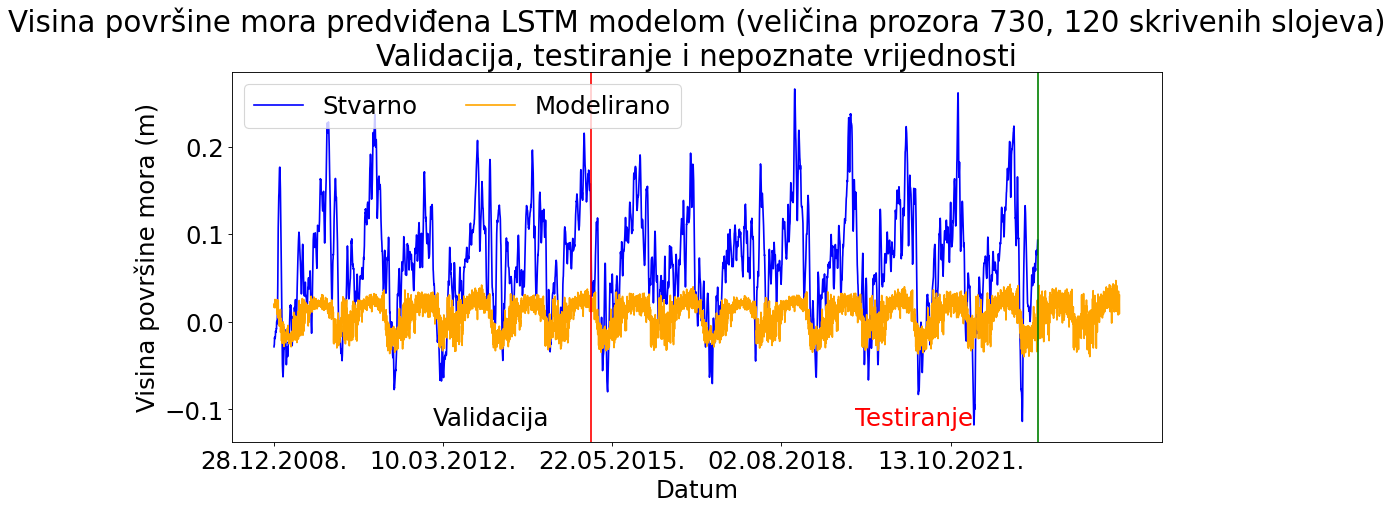 Visina površine mora predviđena LSTM modelom (veličina prozora 730, 120 skrivenih slojeva)
Validacija, testiranje i nepoznate vrijednosti
Stvarno Modelirano
Visina površine mora (m)
0.2
0.1
0.0
−0.1
Validacija Testiranje
28.12.2008. 10.03.2012. 22.05.2015. 02.08.2018. 13.10.2021.
Datum